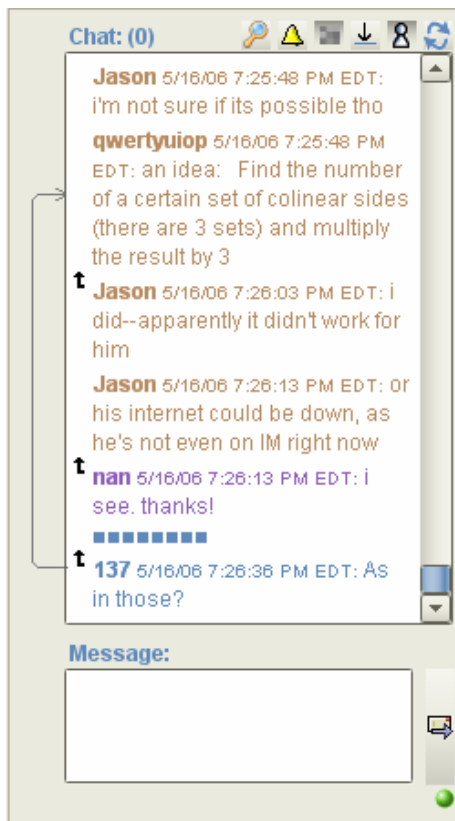 Chat: (0)
Jason 5/16/06 7:25:48 PM EDT:
i'm not sure if its possible tho
qwertyuiop 5/16/06 7:25:48 PM
EDT: an idea: Find the number
of a certain set of colinear sides
(there are 3 sets) and multiply
the result by 3
Jason 5/16/06 7:26:03 PM EDT: i
did--apparently it didn't work for
him
Jason 5/16/06 7:26:13 PM EDT: or
his internet could be down, as
he's not even on IM right now
nan 5/16/06 7:26:13 PM EDT: i
see. thanks!
137 5/16/06 7:26:36 PM EDT: As
in those?
Message: